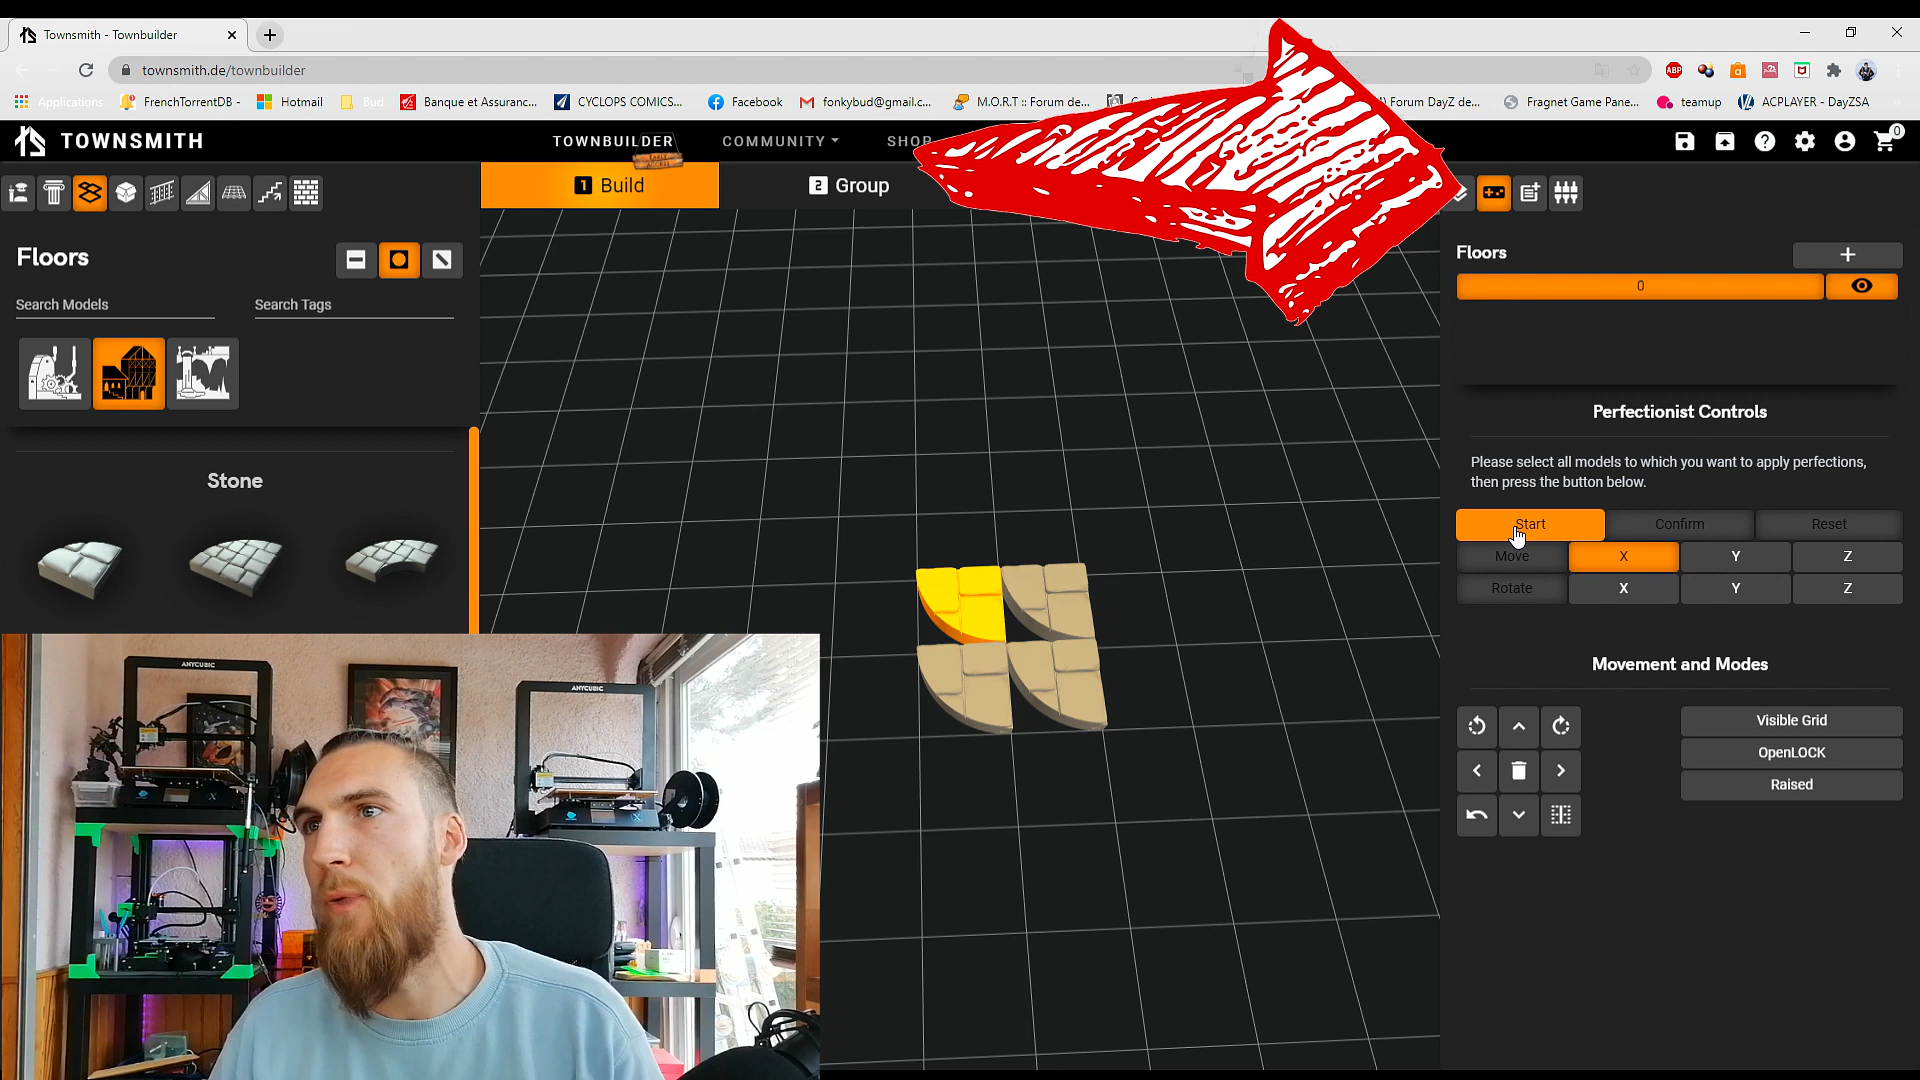 Townsmith - Townbuilder
townsmith.de/townbuilder
ABP
Applications
FrenchTorrentDB -
Hotmail
Bud
Banque et Assuranc...
CYCLOPS COMICS...
Facebook
fonkybud@gmail.c...
M.O.R.T :: Forum de...
Forum DayZ de...
Fragnet Game Pane...
teamup
ACPLAYER - DayZSA
TOWNSMITH
TOWNBUILDER
EARLY ACCESS
COMMUNITY
SHOP
0
1 Build
2 Group
Floors
Search Models
Search Tags
Stone
Floors
+
0
Perfectionist Controls
Please select all models to which you want to apply perfections,
then press the button below.
Start
Confirm
Reset
Move
X
Y
Z
Rotate
X
Y
Z
Movement and Modes
Visible Grid
OpenLOCK
Raised
ANYCUBIC
ANYCUBIC